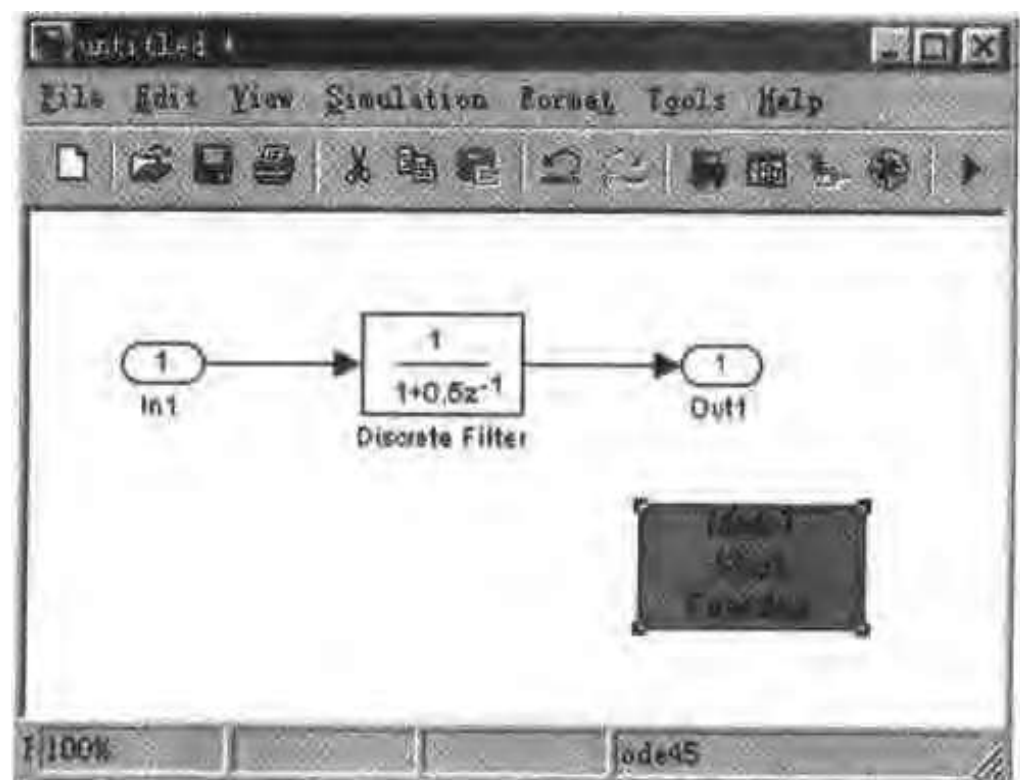 untitled *
File Edit View Simulation Format Tools Help
1
In1
1
1+0.5z⁻¹
Discrete Filter
1
Out1
100%
ode45